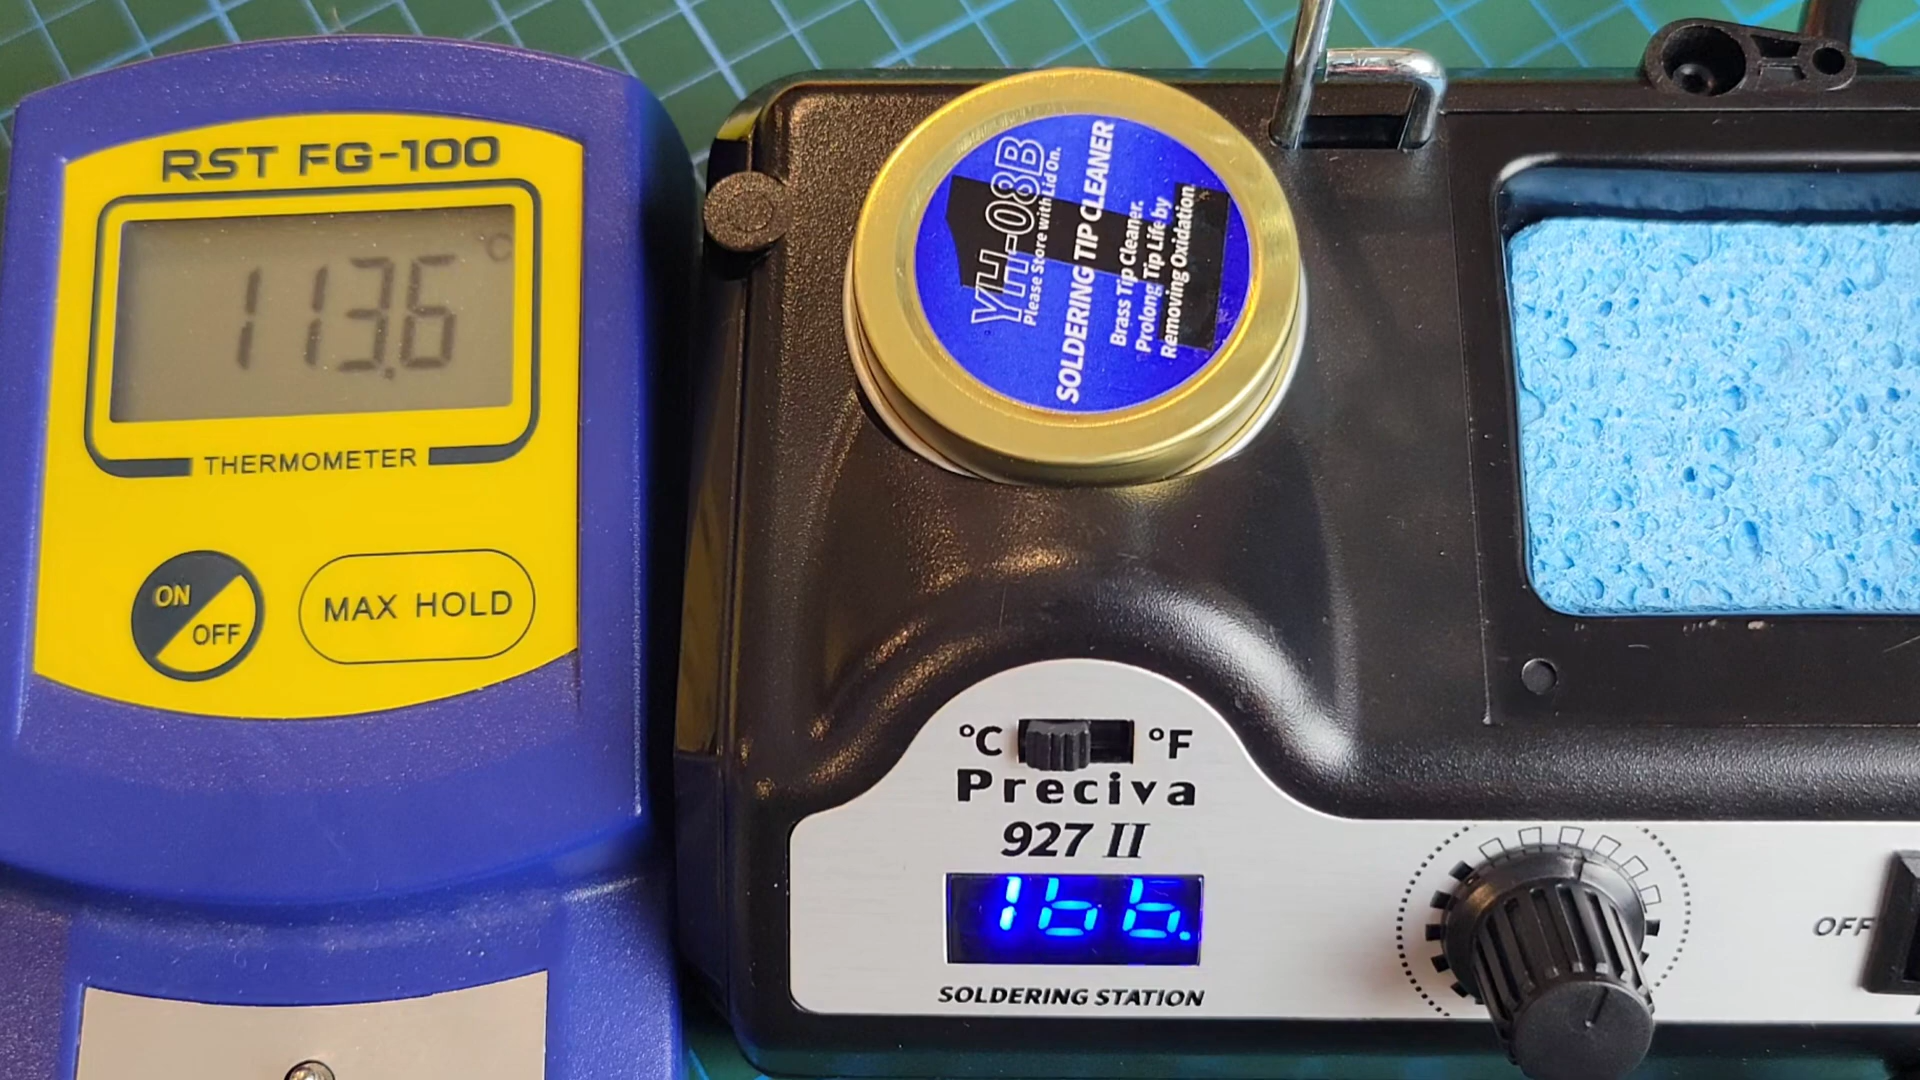 RST FG-100
°C
113.6
THERMOMETER
ON
OFF
MAX HOLD
YH-08B
Please Store with Lid On.
SOLDERING TIP CLEANER
Brass Tip Cleaner.
Prolong Tip Life by
Removing Oxidation.
°C °F
Preciva
927 II
166.
SOLDERING STATION
OFF